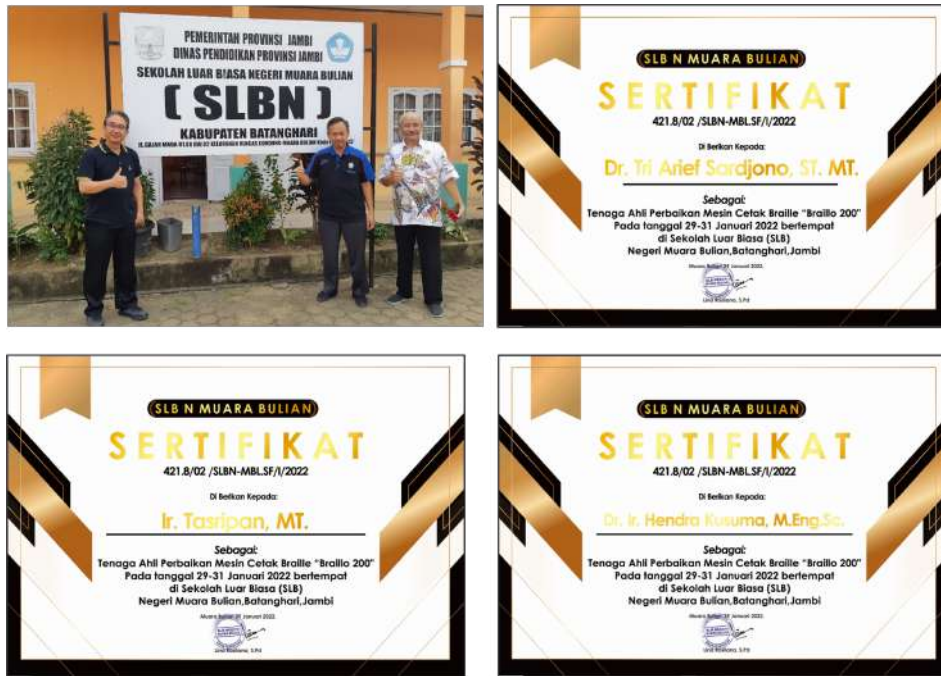 PEMERINTAH PROVINSI JAMBI
DINAS PENDIDIKAN PROVINSI JAMBI
SEKOLAH LUAR BIASA NEGERI MUARA BULIAN
( SLBN )
KABUPATEN BATANGHARI
SLB N MUARA BULIAN
SERTIFIKAT
421.8/02 /SLBN-MBL.SF/I/2022
Di Berikan Kepada:
Dr. Tri Arief Sardjono, ST. MT.
Sebagai:
Tenaga Ahli Perbaikan Mesin Cetak Braille "Braillo 200"
Pada tanggal 29-31 Januari 2022 bertempat
di Sekolah Luar Biasa (SLB)
Negeri Muara Bulian,Batanghari,Jambi
Januari 2022
SLB N MUARA BULIAN
SERTIFIKAT
421.8/02 /SLBN-MBL.SF/I/2022
Di Berikan Kepada:
Ir. Tasripan, MT.
Sebagai:
Tenaga Ahli Perbaikan Mesin Cetak Braille "Braillo 200"
Pada tanggal 29-31 Januari 2022 bertempat
di Sekolah Luar Biasa (SLB)
Negeri Muara Bulian,Batanghari,Jambi
Januari 2022
SLB N MUARA BULIAN
SERTIFIKAT
421.8/02 /SLBN-MBL.SF/I/2022
Di Berikan Kepada:
Dr. Ir. Hendra Kusuma, M.Eng.Sc.
Sebagai:
Tenaga Ahli Perbaikan Mesin Cetak Braille "Braillo 200"
Pada tanggal 29-31 Januari 2022 bertempat
di Sekolah Luar Biasa (SLB)
Negeri Muara Bulian,Batanghari,Jambi
Januari 2022